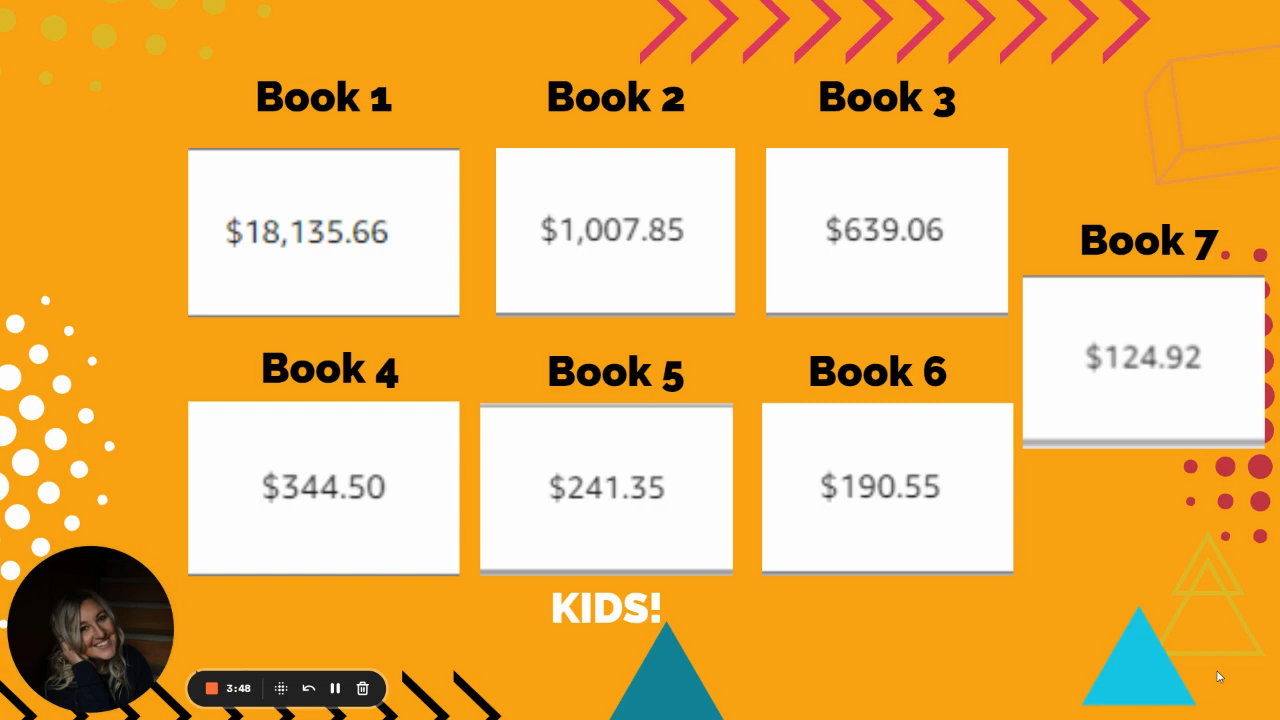 Book 1
Book 2
Book 3
$18,135.66
$1,007.85
$639.06
Book 7
$124.92
Book 4
Book 5
Book 6
$344.50
$241.35
$190.55
KIDS!
3:48